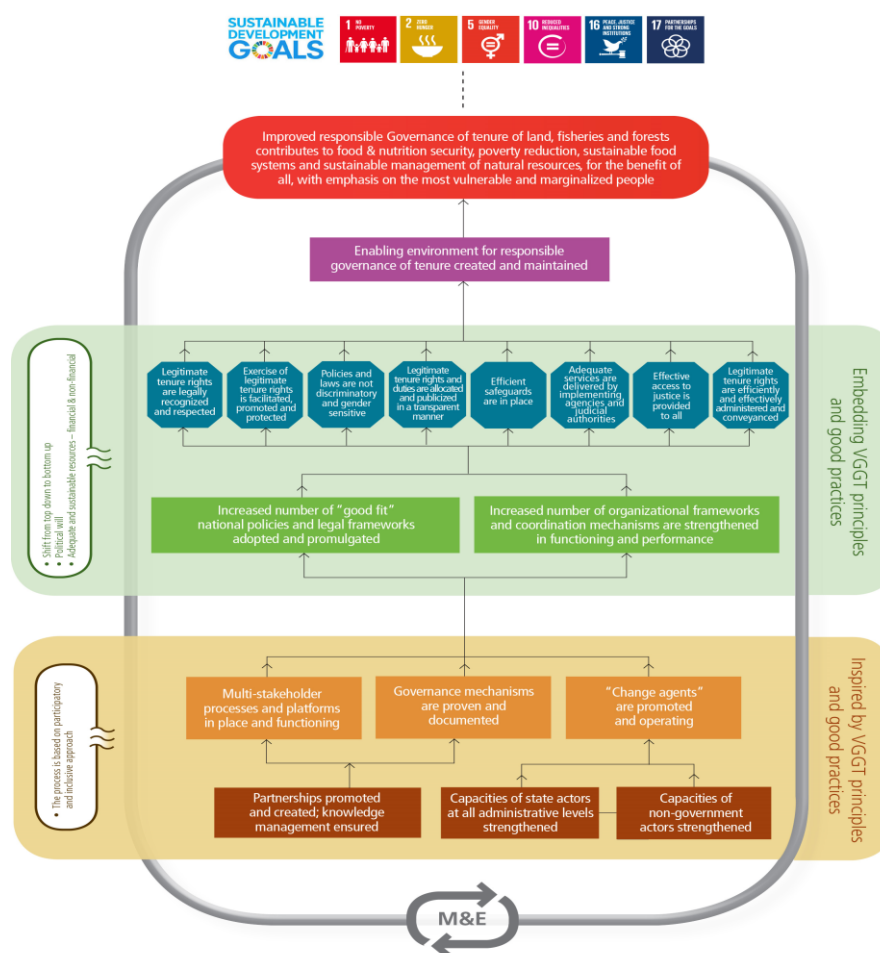 SUSTAINABLE
DEVELOPMENT
GOALS
1 NO
POVERTY
2 ZERO
HUNGER
5 GENDER
EQUALITY
10 REDUCED
INEQUALITIES
16 PEACE, JUSTICE
AND STRONG
INSTITUTIONS
17 PARTNERSHIPS
FOR THE GOALS
Improved responsible Governance of tenure of land, fisheries and forests
contributes to food & nutrition security, poverty reduction, sustainable food
systems and sustainable management of natural resources, for the benefit of
all, with emphasis on the most vulnerable and marginalized people
Enabling environment for responsible
governance of tenure created and maintained
• Shift from top down to bottom up
• Political will
• Adequate and sustainable resources – financial & non-financial
Legitimate
tenure rights
are legally
recognized
and respected
Exercise of
legitimate
tenure rights
is facilitated,
promoted and
protected
Policies and
laws are not
discriminatory
and gender
sensitive
Legitimate
tenure rights and
duties are allocated
and publicized
in a transparent
manner
Efficient
safeguards
are in place
Adequate
services are
delivered by
implementing
agencies and
judicial
authorities
Effective
access to
justice is
provided
to all
Legitimate
tenure rights
are efficiently
and effectively
administered and
conveyanced
Embedding VGGT principles
and good practices
Increased number of “good fit”
national policies and legal frameworks
adopted and promulgated
Increased number of organizational frameworks
and coordination mechanisms are strengthened
in functioning and performance
• The process is based on participatory
and inclusive approach
Multi-stakeholder
processes and platforms
in place and functioning
Governance mechanisms
are proven and
documented
“Change agents”
are promoted
and operating
Inspired by VGGT principles
and good practices
Partnerships promoted
and created; knowledge
management ensured
Capacities of state actors
at all administrative levels
strengthened
Capacities of
non-government
actors strengthened
M&E